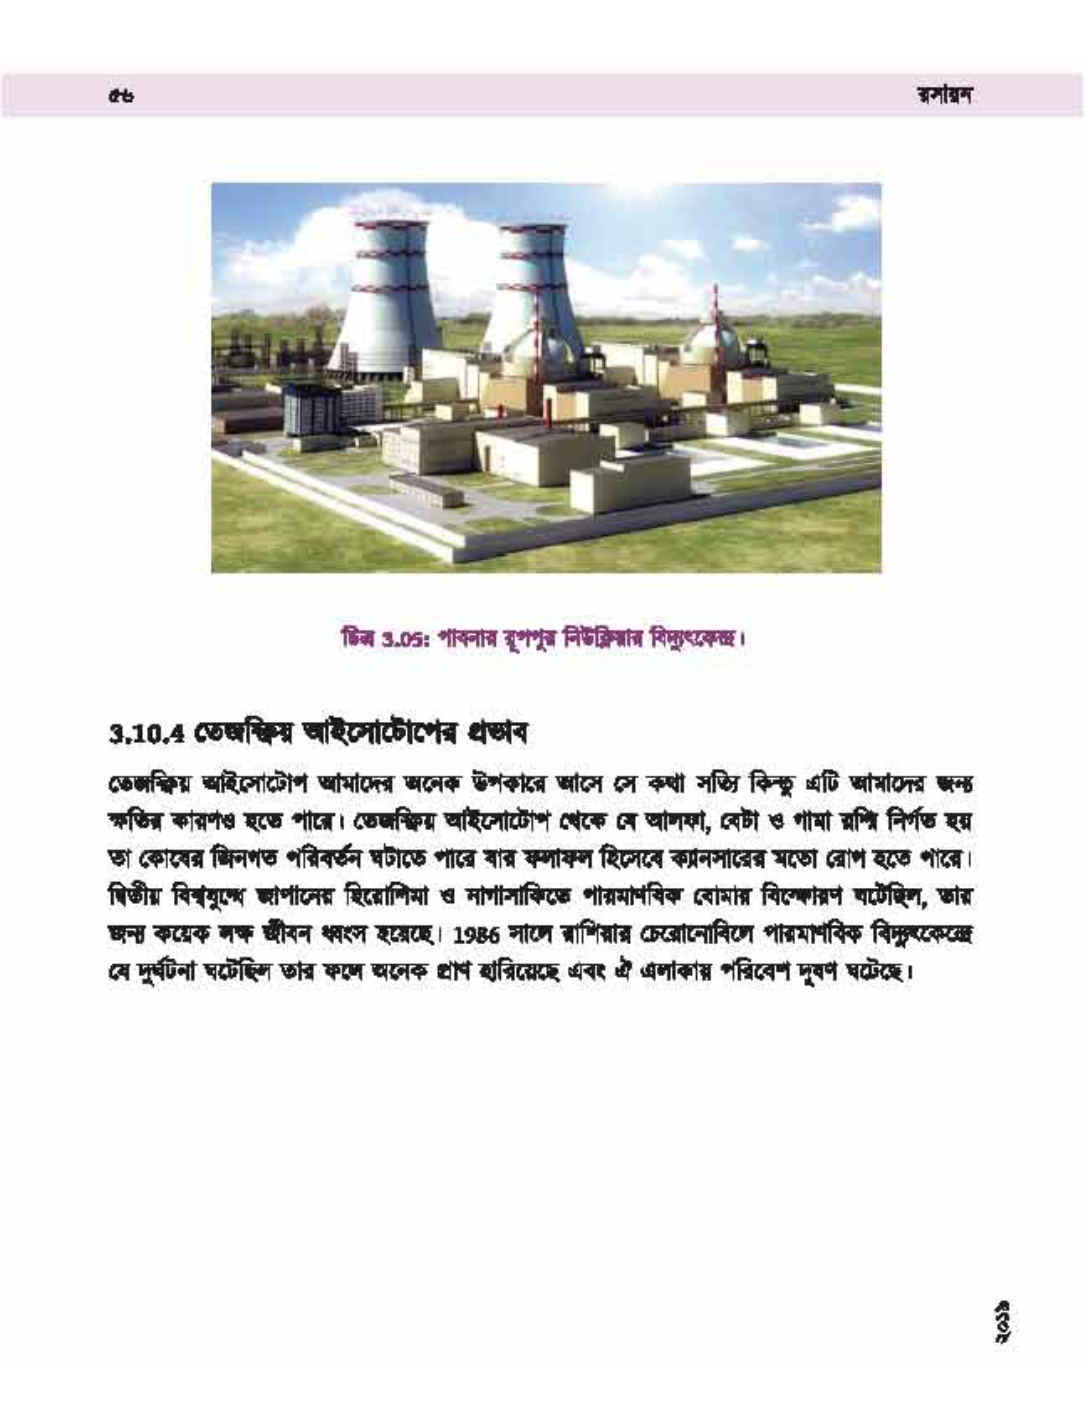 ৫৬ রসায়ন
চিত্র 3.05: পাবনার রূপপুর নিউক্লিয়ার বিদ্যুৎকেন্দ্র।
3.10.4 তেজস্ক্রিয় আইসোটোপের প্রভাব
তেজস্ক্রিয় আইসোটোপ আমাদের অনেক উপকারে আসে সে কথা সত্যি কিন্তু এটি আমাদের জন্য
ক্ষতির কারণও হতে পারে। তেজস্ক্রিয় আইসোটোপ থেকে যে আলফা, বেটা ও গামা রশ্মি নির্গত হয়
তা কোষের জিনগত পরিবর্তন ঘটাতে পারে যার ফলাফল হিসেবে ক্যানসারের মতো রোগ হতে পারে।
দ্বিতীয় বিশ্বযুদ্ধে জাপানের হিরোশিমা ও নাগাসাকিতে পারমাণবিক বোমার বিস্ফোরণ ঘটেছিল, তার
জন্য কয়েক লক্ষ জীবন ধ্বংস হয়েছে। 1986 সালে রাশিয়ার চেরোনোবিলে পারমাণবিক বিদ্যুৎকেন্দ্রে
যে দুর্ঘটনা ঘটেছিল তার ফলে অনেক প্রাণ হারিয়েছে এবং ঐ এলাকায় পরিবেশ দূষণ ঘটেছে।
২০১৯